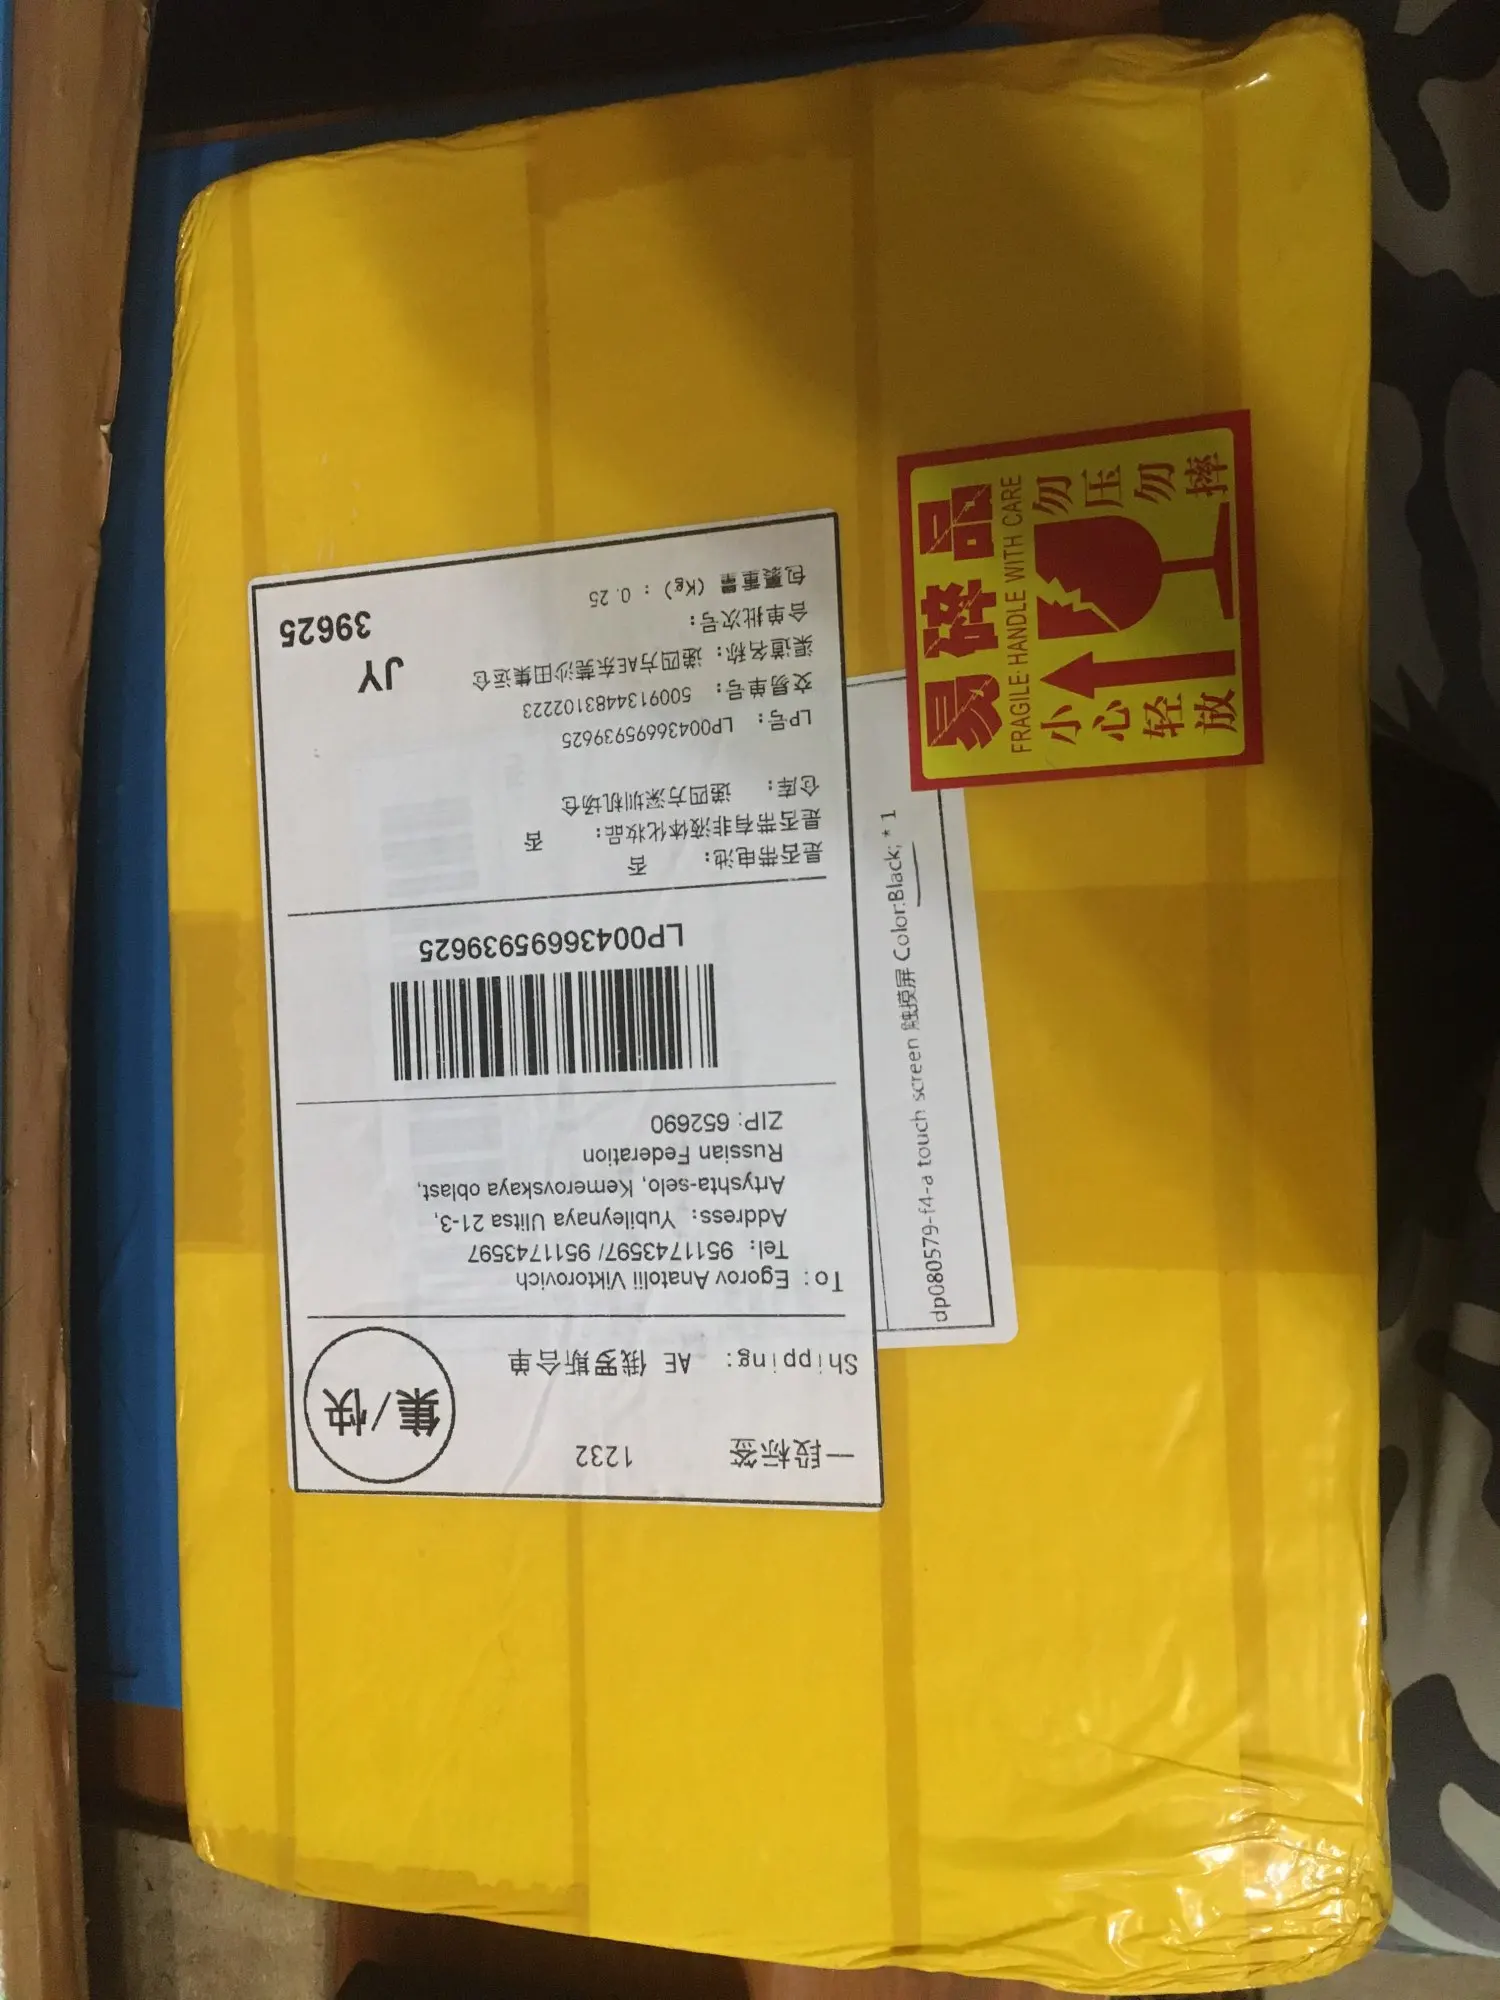 一段标签 1232
集/快
Shipping: AE 俄罗斯合单
To: Egorov Anatolii Viktorovich
Tel: 9511743597/ 9511743597
Address: Yubileynaya Ulitsa 21-3,
Artyshta-selo, Kemerovskaya oblast,
Russian Federation
ZIP: 652690
LP00436695939625
是否带电池: 否
是否带有非液体化妆品: 否
仓库: 递四方深圳机场仓
LP号: LP00436695939625
交易单号: 5009134483102223
渠道名称: 递四方AE东莞沙田集运仓
合单批次号:
包裹重量 (Kg) : 0.25
JY
39625
dp080579-f4-a touch screen 触摸屏 Color:Black; * 1
易碎品
FRAGILE·HANDLE WITH CARE
小心轻放
勿压勿摔